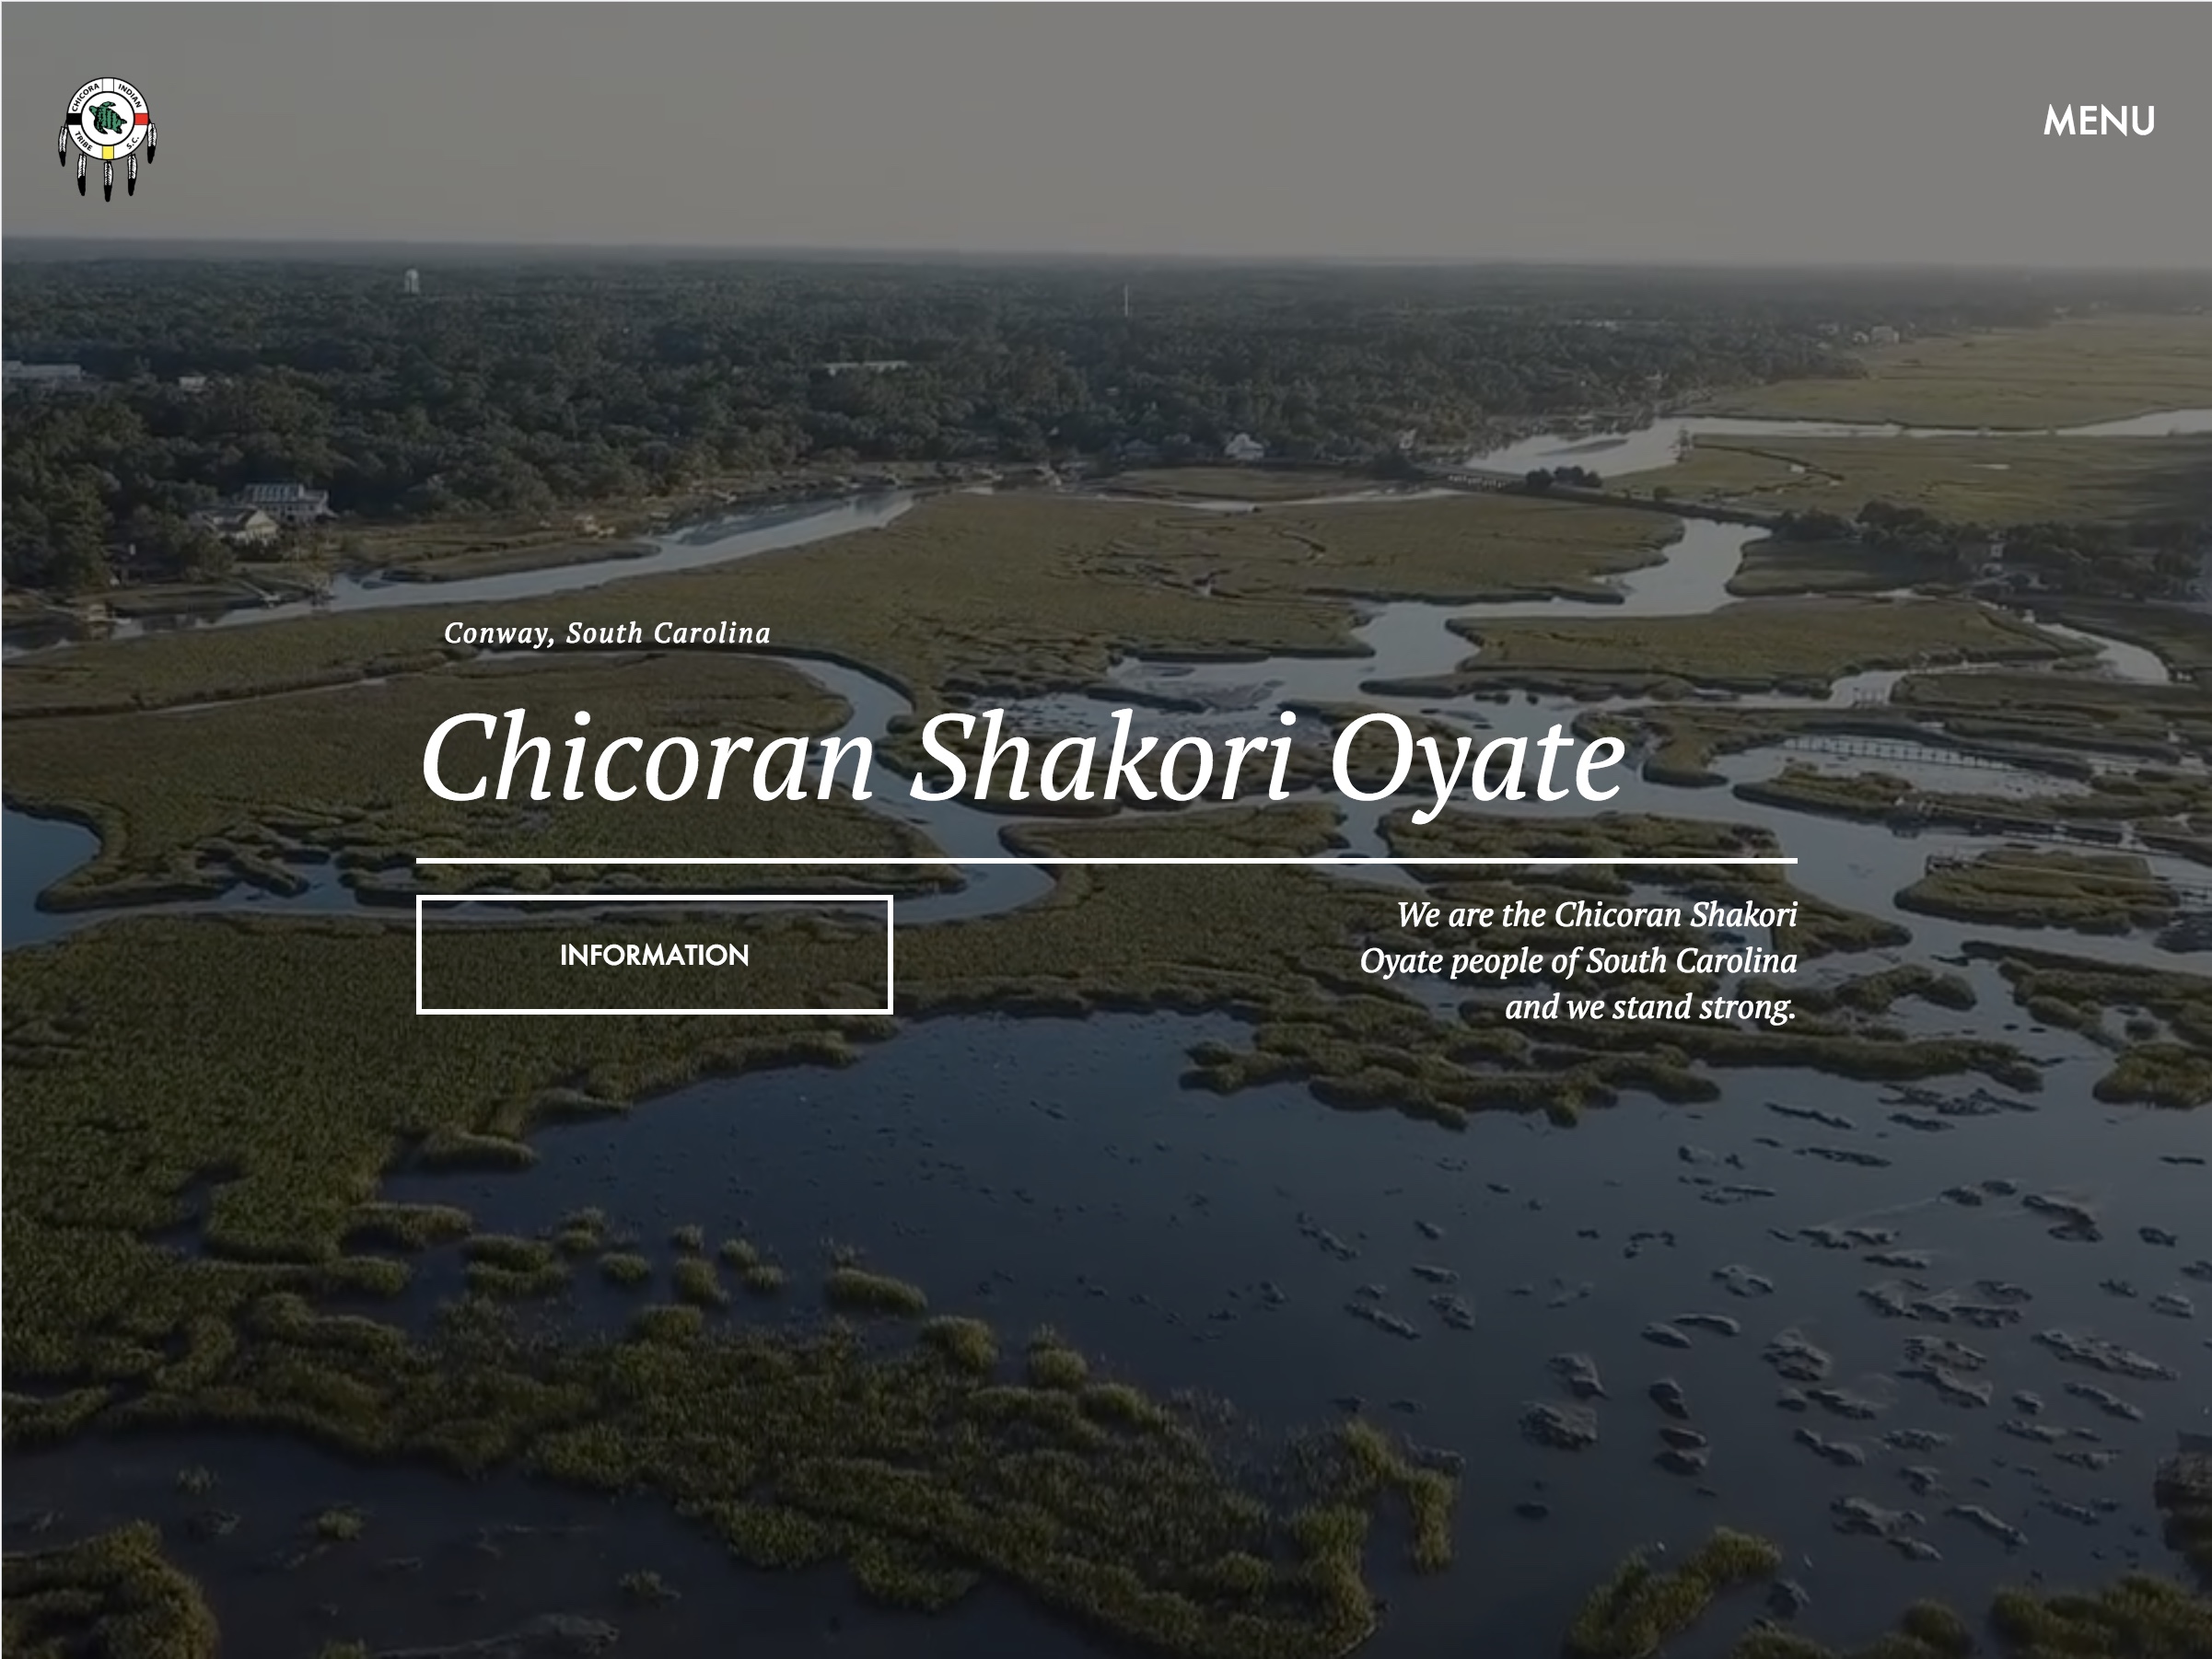 CHICORA INDIAN
TRIBE S.C.
MENU
Conway, South Carolina
Chicoran Shakori Oyate
INFORMATION
We are the Chicoran Shakori
Oyate people of South Carolina
and we stand strong.